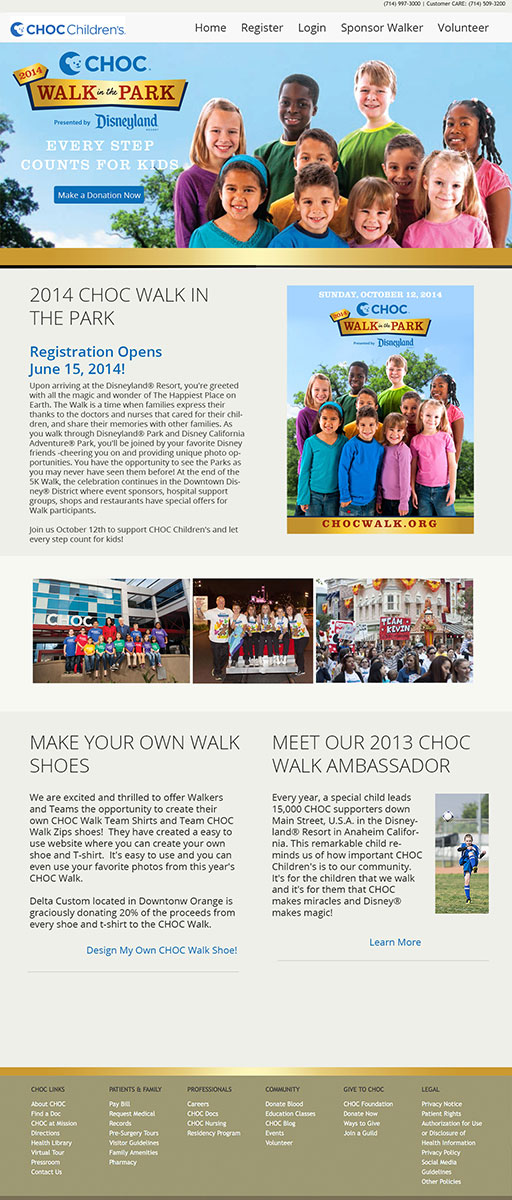 (714) 997-3000 | Customer CARE: (714) 509-3200
CHOC Children's.
Home Register Login Sponsor Walker Volunteer
CHOC
2014
WALK in the PARK
Presented by Disneyland
RESORT
EVERY STEP
COUNTS FOR KIDS
Make a Donation Now
2014 CHOC WALK IN
THE PARK
Registration Opens
June 15, 2014!
Upon arriving at the Disneyland® Resort, you're greeted
with all the magic and wonder of The Happiest Place on
Earth. The Walk is a time when families express their
thanks to the doctors and nurses that cared for their chil-
dren, and share their memories with other families. As
you walk through Disneyland® Park and Disney California
Adventure® Park, you'll be joined by your favorite Disney
friends -cheering you on and providing unique photo op-
portunities. You have the opportunity to see the Parks as
you may never have seen them before! At the end of the
5K Walk, the celebration continues in the Downtown Dis-
ney® District where event sponsors, hospital support
groups, shops and restaurants have special offers for
Walk participants.
Join us October 12th to support CHOC Children's and let
every step count for kids!
SUNDAY, OCTOBER 12, 2014
CHOC
2014
WALK in the PARK
Presented by Disneyland
CHOCWALK.ORG
CHOC
TEAM
KEVIN
MAKE YOUR OWN WALK
SHOES
We are excited and thrilled to offer Walkers
and Teams the opportunity to create their
own CHOC Walk Team Shirts and Team CHOC
Walk Zips shoes! They have created a easy to
use website where you can create your own
shoe and T-shirt. It's easy to use and you can
even use your favorite photos from this year's
CHOC Walk.
Delta Custom located in Downtonw Orange is
graciously donating 20% of the proceeds from
every shoe and t-shirt to the CHOC Walk.
Design My Own CHOC Walk Shoe!
MEET OUR 2013 CHOC
WALK AMBASSADOR
Every year, a special child leads
15,000 CHOC supporters down
Main Street, U.S.A. in the Disney-
land® Resort in Anaheim Califor-
nia. This remarkable child re-
minds us of how important CHOC
Children's is to our community.
It's for the children that we walk
and it's for them that CHOC
makes miracles and Disney®
makes magic!
Learn More
CHOC LINKS
About CHOC
Find a Doc
CHOC at Mission
Directions
Health Library
Virtual Tour
Pressroom
Contact Us
PATIENTS & FAMILY
Pay Bill
Request Medical
Records
Pre-Surgery Tours
Visitor Guidelines
Family Amenities
Pharmacy
PROFESSIONALS
Careers
CHOC Docs
CHOC Nursing
Residency Program
COMMUNITY
Donate Blood
Education Classes
CHOC Blog
Events
Volunteer
GIVE TO CHOC
CHOC Foundation
Donate Now
Ways to Give
Join a Guild
LEGAL
Privacy Notice
Patient Rights
Authorization for Use
or Disclosure of
Health Information
Privacy Policy
Social Media
Guidelines
Other Policies